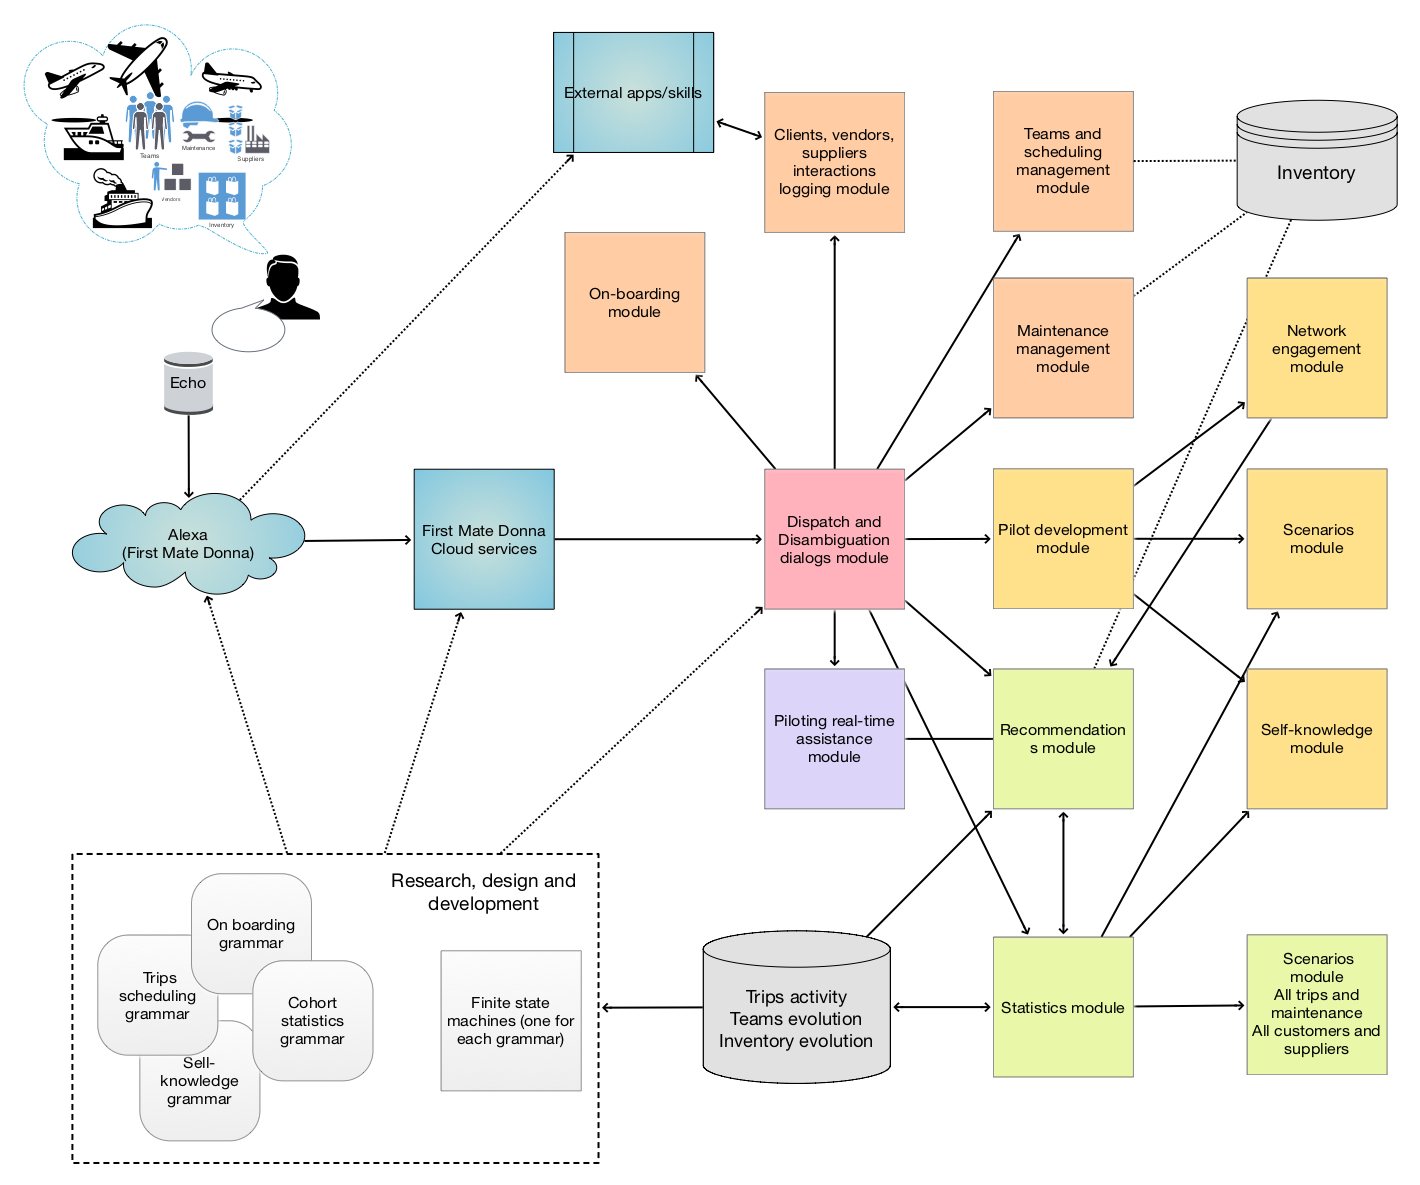 Teams
Maintenance
Suppliers
Vendors
Inventory
Echo
Alexa
(First Mate Donna)
First Mate Donna
Cloud services
External apps/skills
Clients, vendors,
suppliers
interactions
logging module
Teams and
scheduling
management
module
Inventory
On-boarding
module
Maintenance
management
module
Network
engagement
module
Dispatch and
Disambiguation
dialogs module
Pilot development
module
Scenarios
module
Piloting real-time
assistance
module
Recommendation
s module
Self-knowledge
module
Research, design and
development
On boarding
grammar
Trips
scheduling
grammar
Cohort
statistics
grammar
Sell-
knowledge
grammar
Finite state
machines (one for
each grammar)
Trips activity
Teams evolution
Inventory evolution
Statistics module
Scenarios
module
All trips and
maintenance
All customers and
suppliers